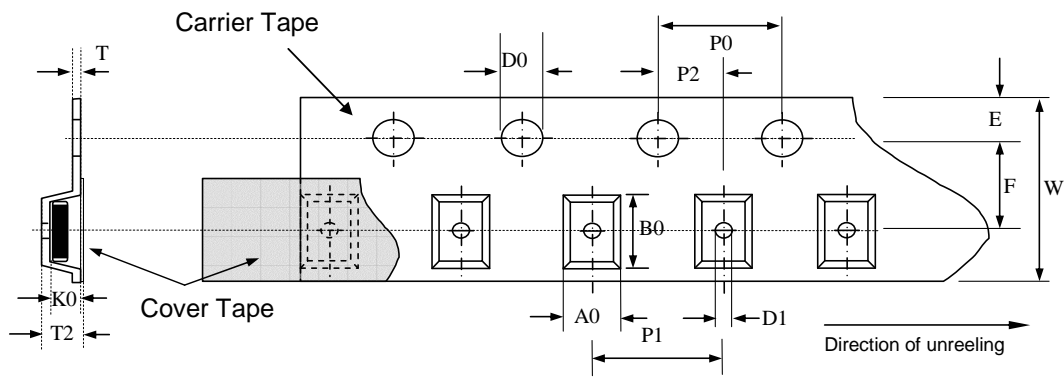 Carrier Tape
T
D0
P0
P2
E
F
W
B0
K0
Cover Tape
T2
A0
D1
P1
Direction of unreeling